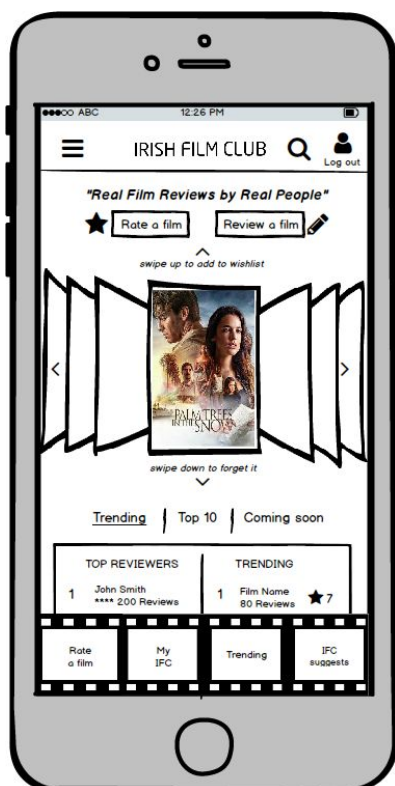 ABC 12:26 PM
IRISH FILM CLUB
Log out
"Real Film Reviews by Real People"
Rate a film Review a film
swipe up to add to wishlist
< >
PALM TREES
IN THE SNOW
swipe down to forget it
Trending | Top 10 | Coming soon
TOP REVIEWERS TRENDING
1 John Smith 1 Film Name 7
**** 200 Reviews 80 Reviews
Rate My Trending IFC
a film IFC suggests